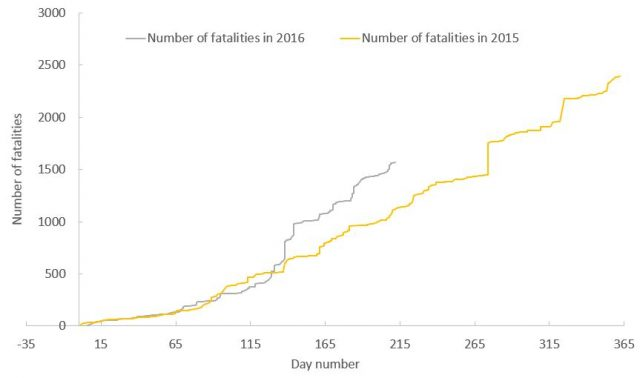 3000
Number of fatalities in 2016 Number of fatalities in 2015
2500
2000
1500
1000
500
0
Number of fatalities
-35 15 65 115 165 215 265 315 365
Day number